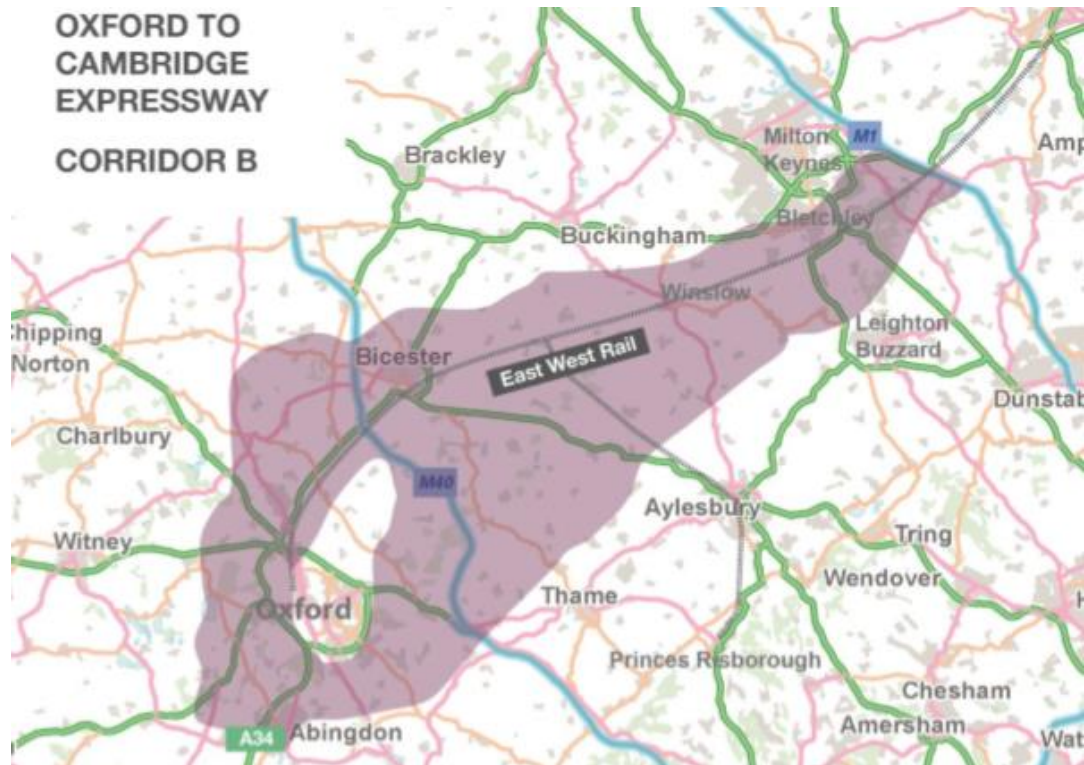 OXFORD TO
CAMBRIDGE
EXPRESSWAY
CORRIDOR B
Brackley
Milton
Keynes
M1
Amp
Bletchley
Buckingham
Winslow
Chipping
Norton
Bicester
East West Rail
Leighton
Buzzard
Dunstab
Charlbury
M40
Aylesbury
Tring
Witney
Wendover
Oxford
Thame
H
Princes Risborough
Chesham
Amersham
A34
Abingdon
Wat